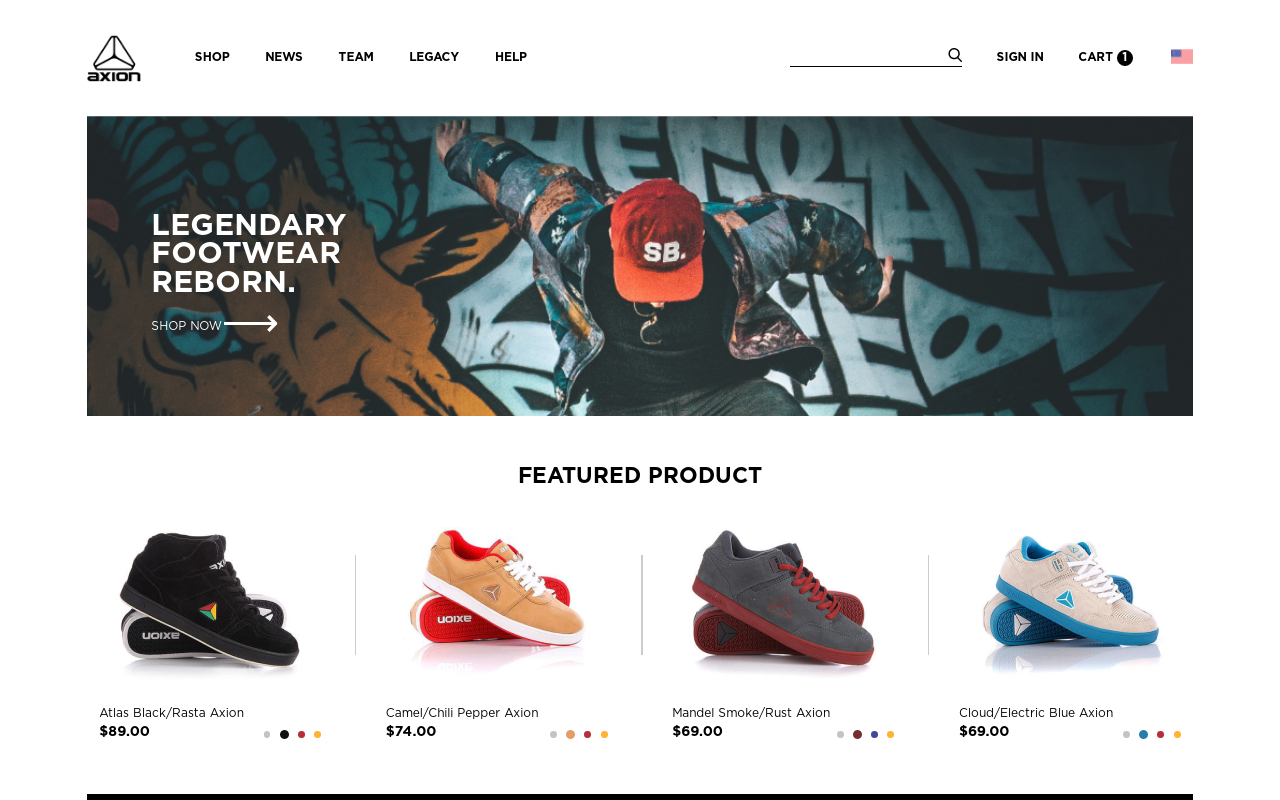 axion
SHOP NEWS TEAM LEGACY HELP
SIGN IN CART 1
LEGENDARY
FOOTWEAR
REBORN.
SHOP NOW
SB.
FEATURED PRODUCT
Atlas Black/Rasta Axion
$89.00
Camel/Chili Pepper Axion
$74.00
Mandel Smoke/Rust Axion
$69.00
Cloud/Electric Blue Axion
$69.00